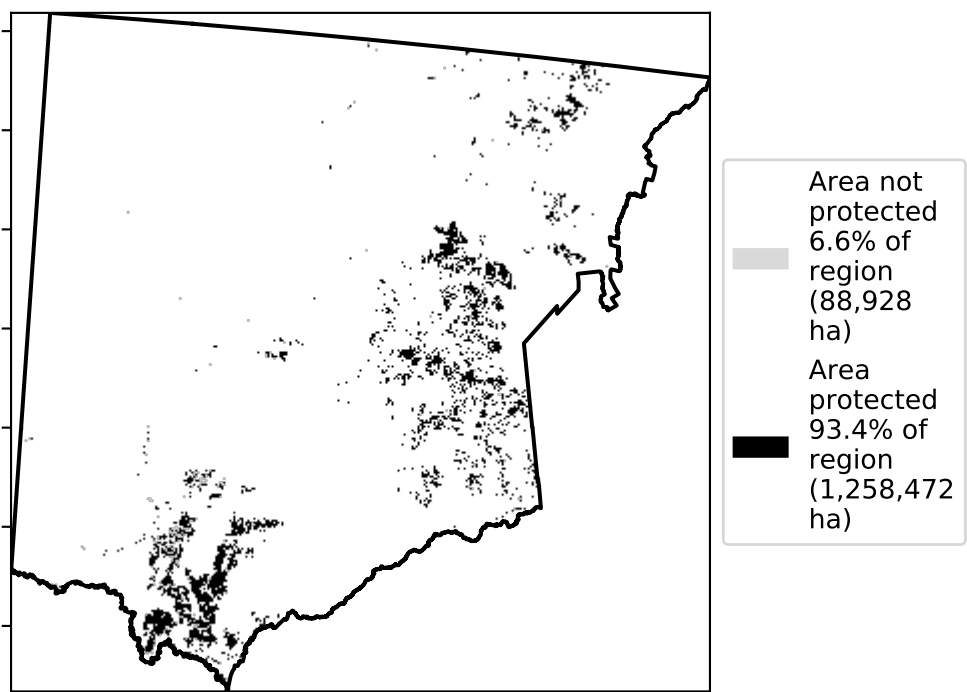 Area not
protected
6.6% of
region
(88,928
ha)
Area
protected
93.4% of
region
(1,258,472
ha)